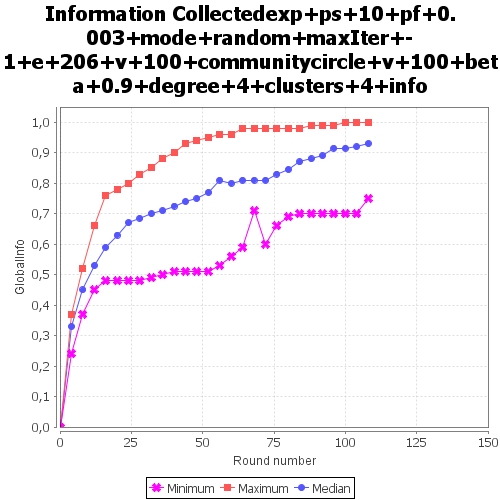 Information Collectedexp+ps+10+pf+0.
003+mode+random+maxIter+-
1+e+206+v+100+communitycircle+v+100+bet
a+0.9+degree+4+clusters+4+info
1,0
0,9
0,8
0,7
0,6
0,5
0,4
0,3
0,2
0,1
0,0
GlobalInfo
0 25 50 75 100 125 150
Round number
Minimum Maximum Median